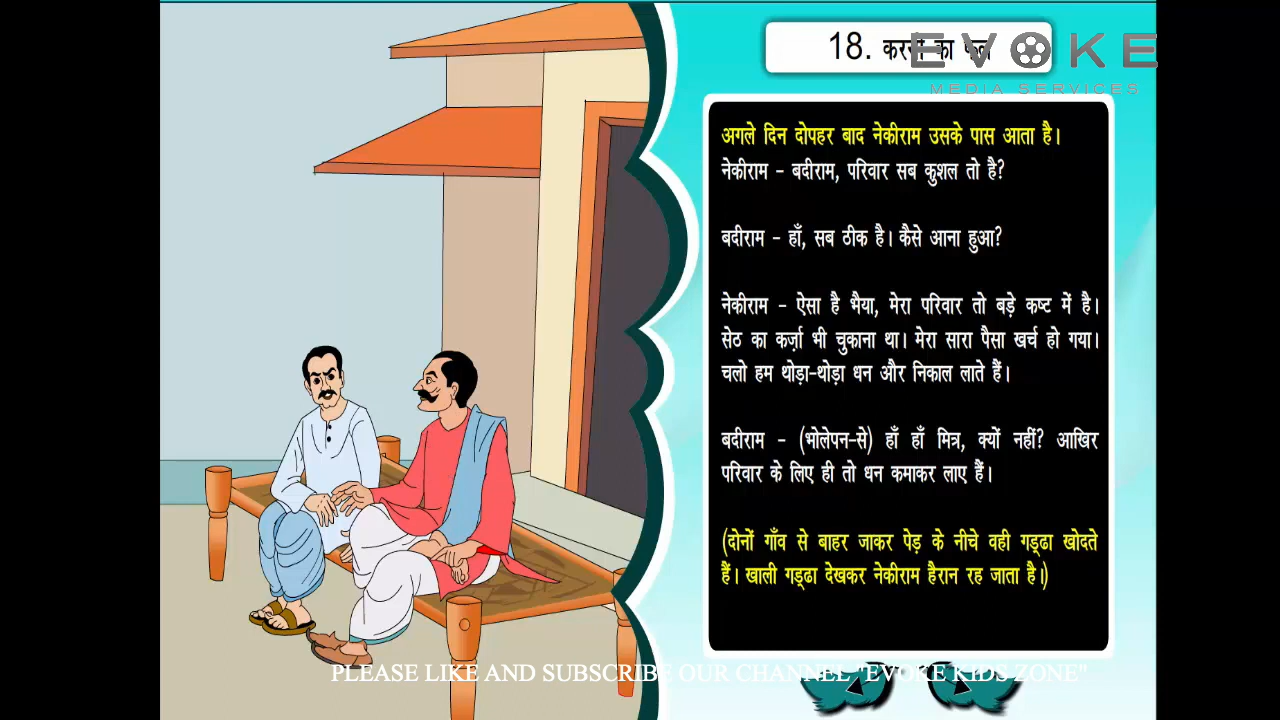 18. करनी का फल
EVOKE
MEDIA SERVICES
अगले दिन दोपहर बाद नेकीराम उसके पास आता है।
नेकीराम – बदीराम, परिवार सब कुशल तो है?
बदीराम – हाँ, सब ठीक है। कैसे आना हुआ?
नेकीराम – ऐसा है भैया, मेरा परिवार तो बड़े कष्ट में है।
सेठ का कर्ज़ा भी चुकाना था। मेरा सारा पैसा खर्च हो गया।
चलो हम थोड़ा-थोड़ा धन और निकाल लाते हैं।
बदीराम – (भोलेपन-से) हाँ हाँ मित्र, क्यों नहीं? आखिर
परिवार के लिए ही तो धन कमाकर लाए हैं।
(दोनों गाँव से बाहर जाकर पेड़ के नीचे वही गड्ढा खोदते
हैं। खाली गड्ढा देखकर नेकीराम हैरान रह जाता है।)
PLEASE LIKE AND SUBSCRIBE OUR CHANNEL "EVOKE KIDS ZONE"